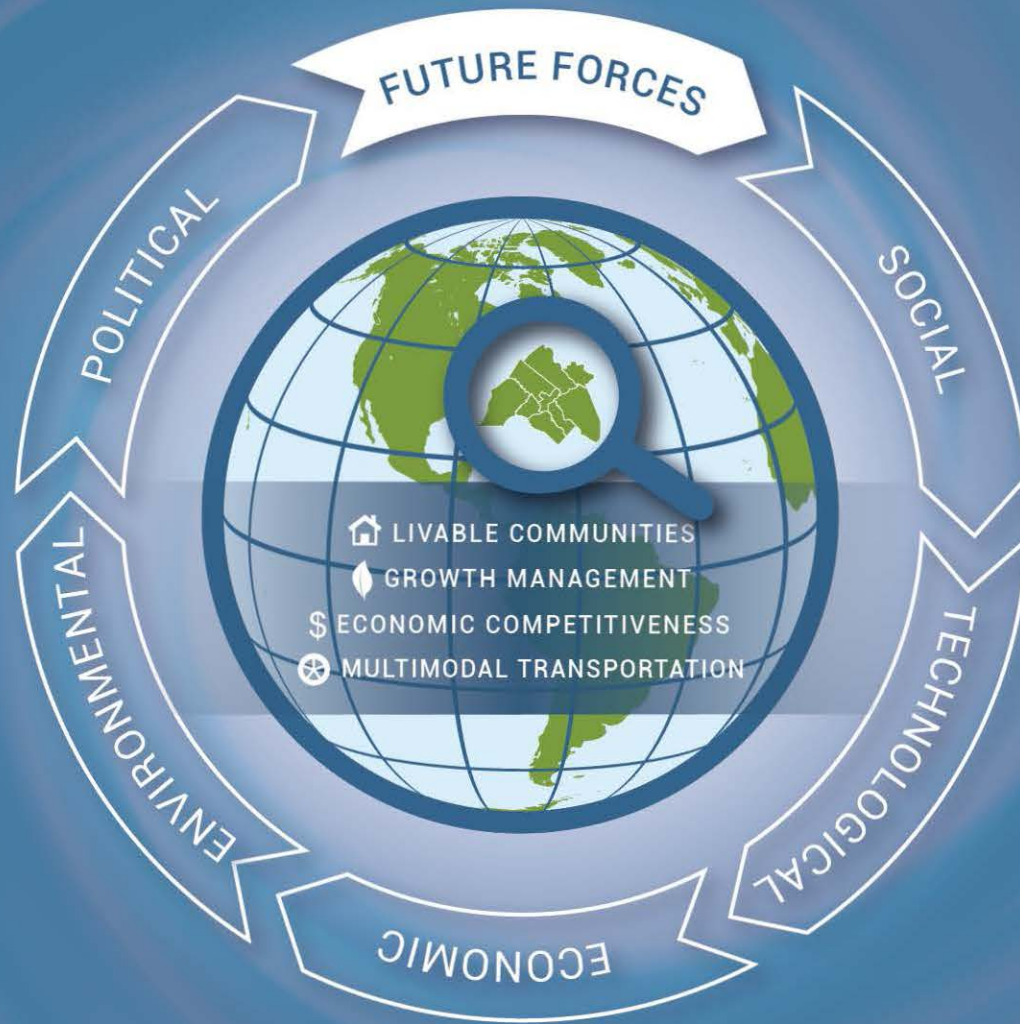 FUTURE FORCES
SOCIAL
TECHNOLOGICAL
ECONOMIC
ENVIRONMENTAL
POLITICAL
LIVABLE COMMUNITIES
GROWTH MANAGEMENT
$ ECONOMIC COMPETITIVENESS
MULTIMODAL TRANSPORTATION